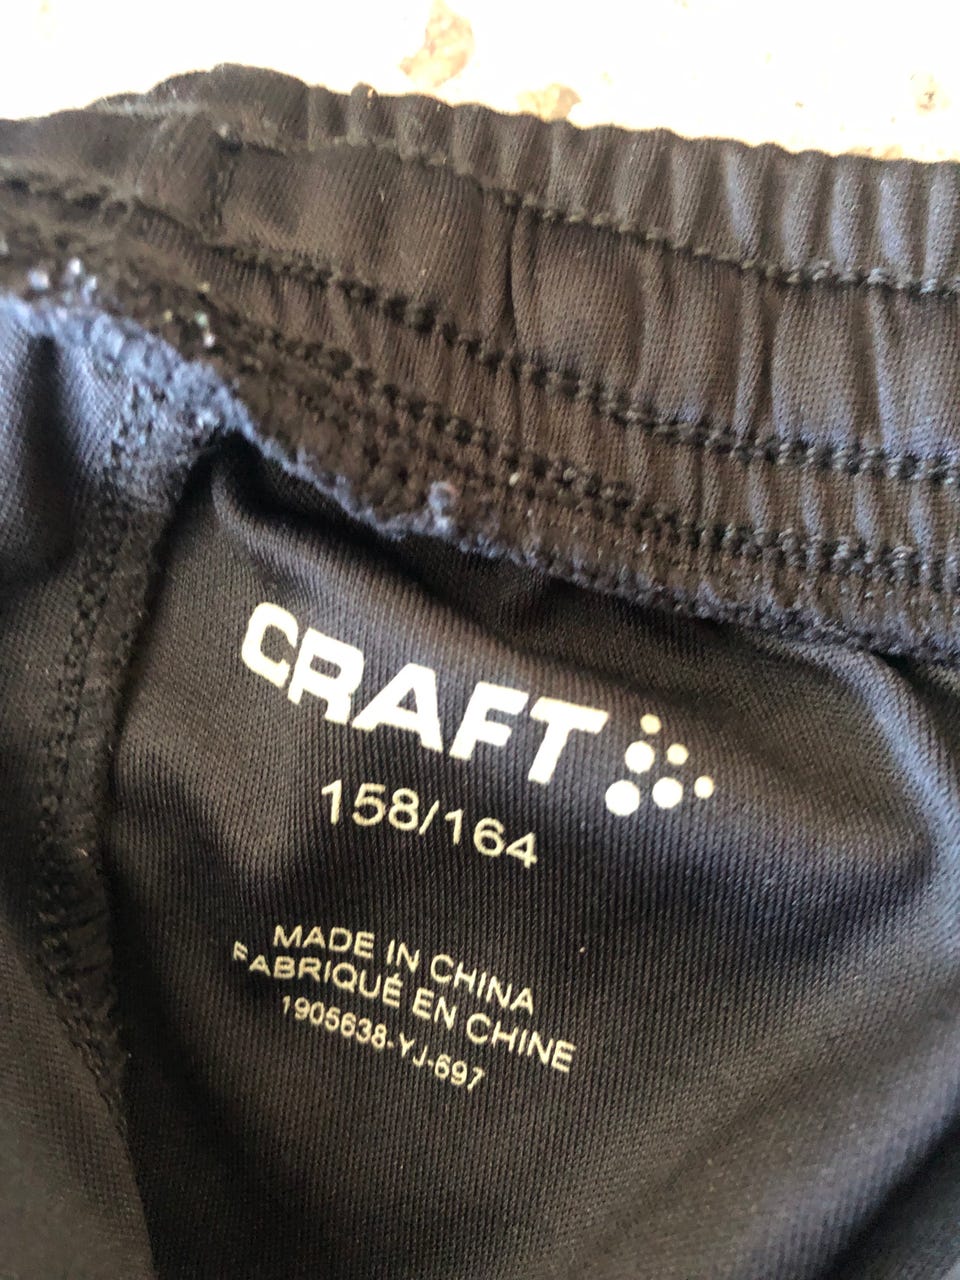 CRAFT
158/164
MADE IN CHINA
FABRIQUÉ EN CHINE
1905638-YJ-697